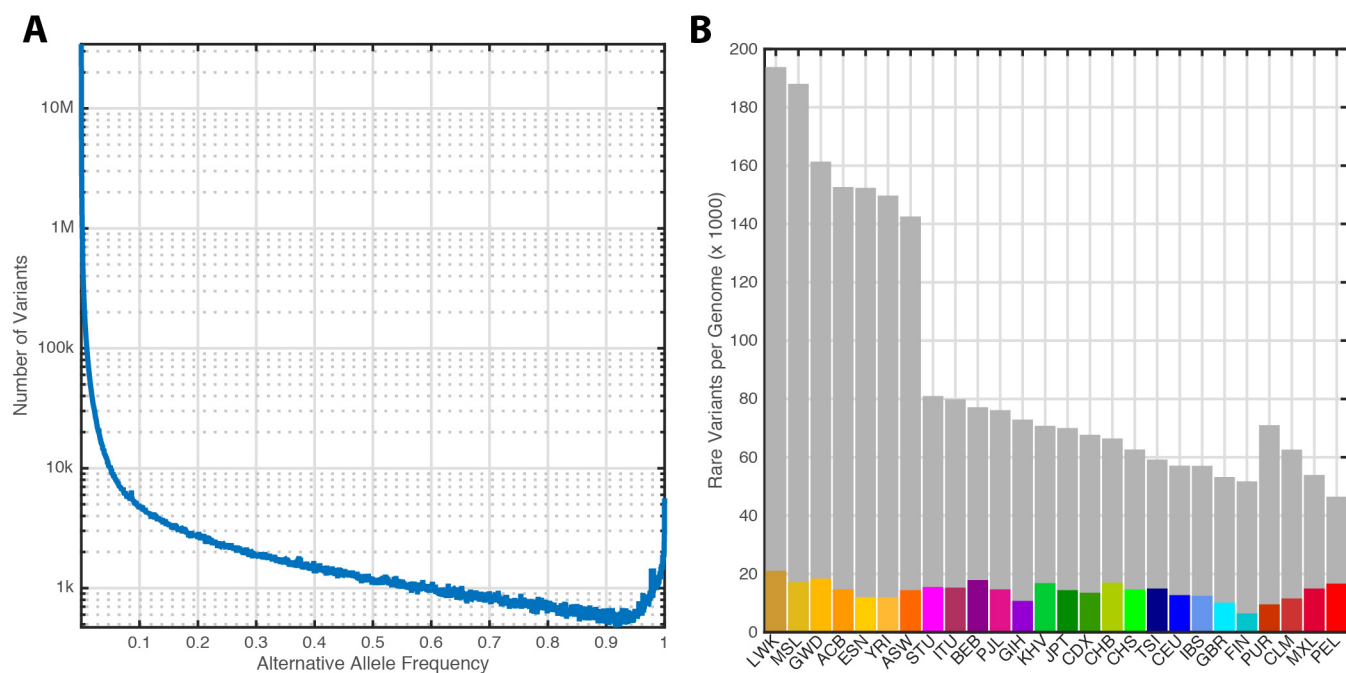 A
Number of Variants
10M
1M
100k
10k
1k
0.1 0.2 0.3 0.4 0.5 0.6 0.7 0.8 0.9 1
Alternative Allele Frequency
B
Rare Variants per Genome (x 1000)
200
180
160
140
120
100
80
60
40
20
0
LWK MSL GWD ACB ESN YRI ASW STU ITU BEB PJL GIH KHV JPT CDX CHB CHS TSI CEU IBS GBR FIN PUR CLM MXL PEL